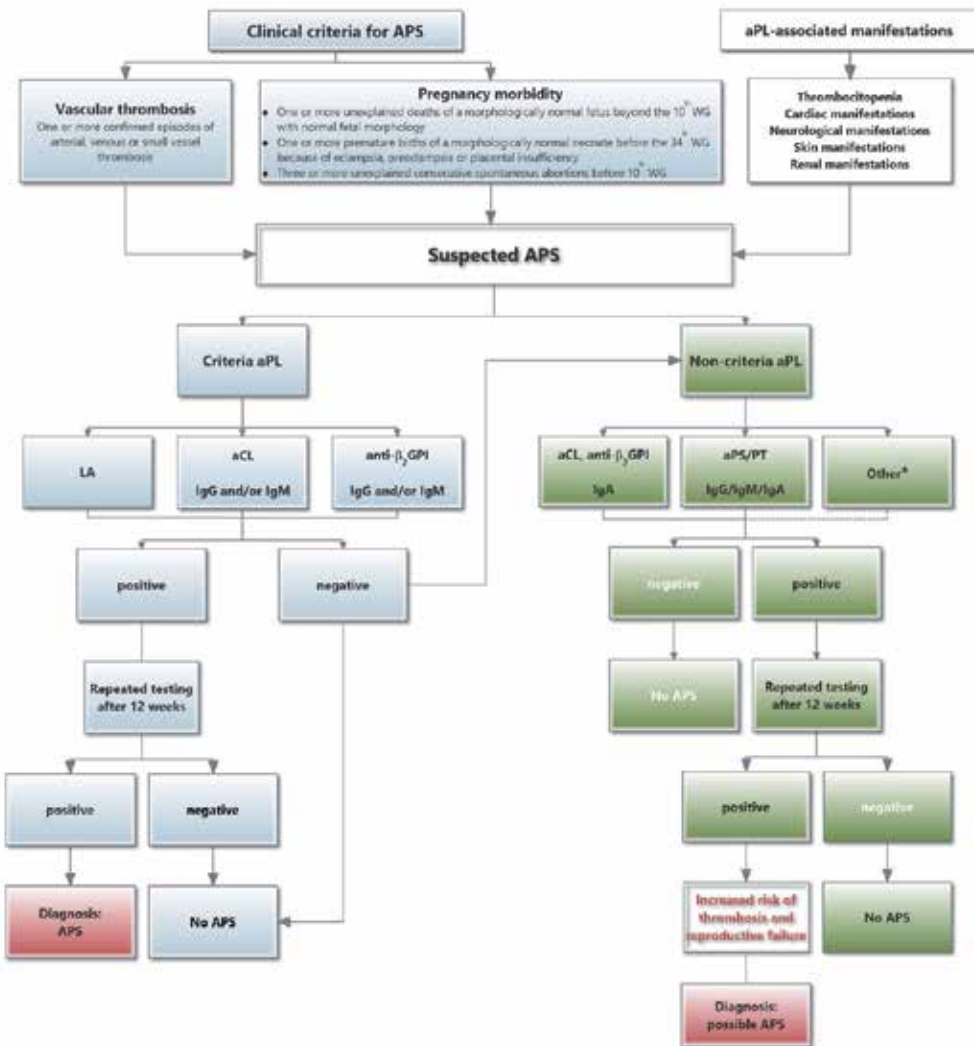 Clinical criteria for APS
aPL-associated manifestations
Vascular thrombosis
One or more confirmed episodes of
arterial, venous or small vessel
thrombosis
Pregnancy morbidity
• One or more unexplained deaths of a morphologically normal fetus beyond the 10th WG
with normal fetal morphology
• One or more premature births of a morphologically normal neonate before the 34th WG
because of eclampsia, preeclampsia or placental insufficiency
• Three or more unexplained consecutive spontaneous abortions before 10th WG
Thrombocitopenia
Cardiac manifestations
Neurological manifestations
Skin manifestations
Renal manifestations
Suspected APS
Criteria aPL
Non-criteria aPL
LA
aCL
IgG and/or IgM
anti-β₂GPI
IgG and/or IgM
aCL, anti-β₂GPI
IgA
aPS/PT
IgG/IgM/IgA
Other*
positive
negative
negative
positive
Repeated testing
after 12 weeks
No APS
Repeated testing
after 12 weeks
positive
negative
positive
negative
Diagnosis:
APS
No APS
Increased risk of
thrombosis and
reproductive failure
No APS
Diagnosis:
possible APS